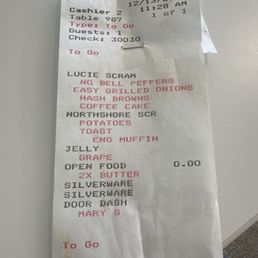 Cashier 2
11:28 AM
Table 987
1 of 1
Type: To Go
Guests: 1
Check: 30030
To Go
LUCIE SCRAM
NO BELL PEPPERS
EASY GRILLED ONIONS
HASH BROWNS
COFFEE CAKE
NORTHSHORE SCR
POTATOES
TOAST
ENG MUFFIN
JELLY
GRAPE
OPEN FOOD 0.00
2X BUTTER
SILVERWARE
SILVERWARE
DOOR DASH
MARY S
To Go